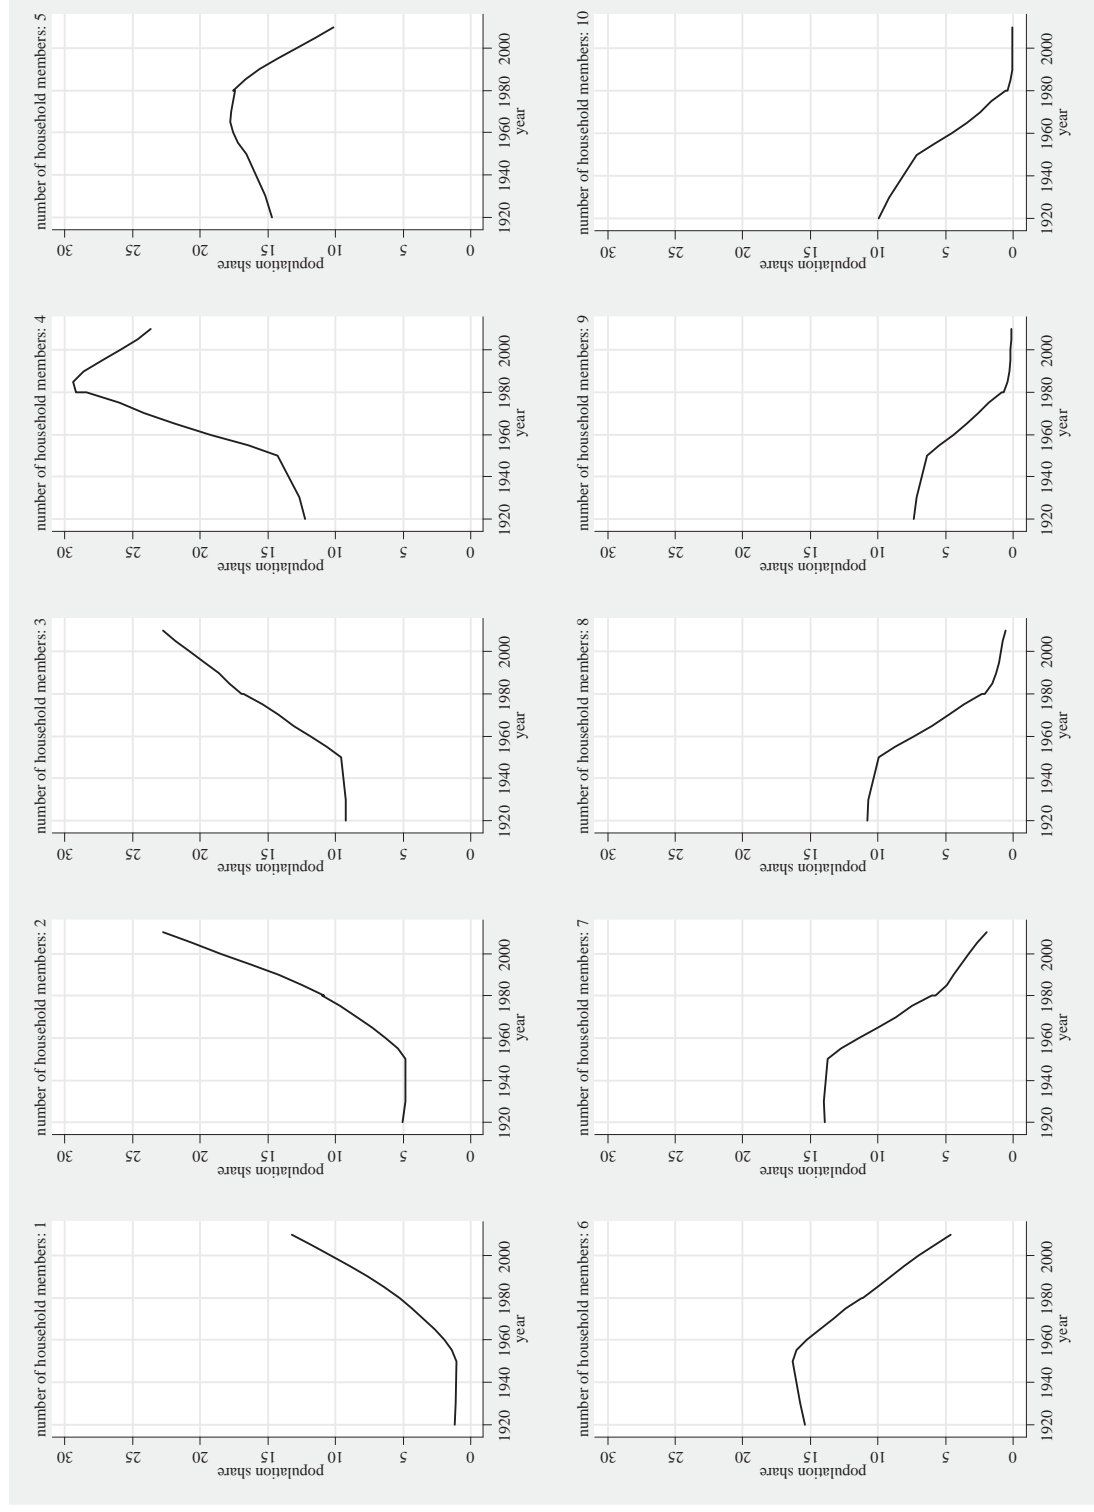 number of household members: 1
population share
0 5 10 15 20 25 30
1920 1940 1960 1980 2000
year
number of household members: 2
population share
0 5 10 15 20 25 30
1920 1940 1960 1980 2000
year
number of household members: 3
population share
0 5 10 15 20 25 30
1920 1940 1960 1980 2000
year
number of household members: 4
population share
0 5 10 15 20 25 30
1920 1940 1960 1980 2000
year
number of household members: 5
population share
0 5 10 15 20 25 30
1920 1940 1960 1980 2000
year
number of household members: 6
population share
0 5 10 15 20 25 30
1920 1940 1960 1980 2000
year
number of household members: 7
population share
0 5 10 15 20 25 30
1920 1940 1960 1980 2000
year
number of household members: 8
population share
0 5 10 15 20 25 30
1920 1940 1960 1980 2000
year
number of household members: 9
population share
0 5 10 15 20 25 30
1920 1940 1960 1980 2000
year
number of household members: 10
population share
0 5 10 15 20 25 30
1920 1940 1960 1980 2000
year